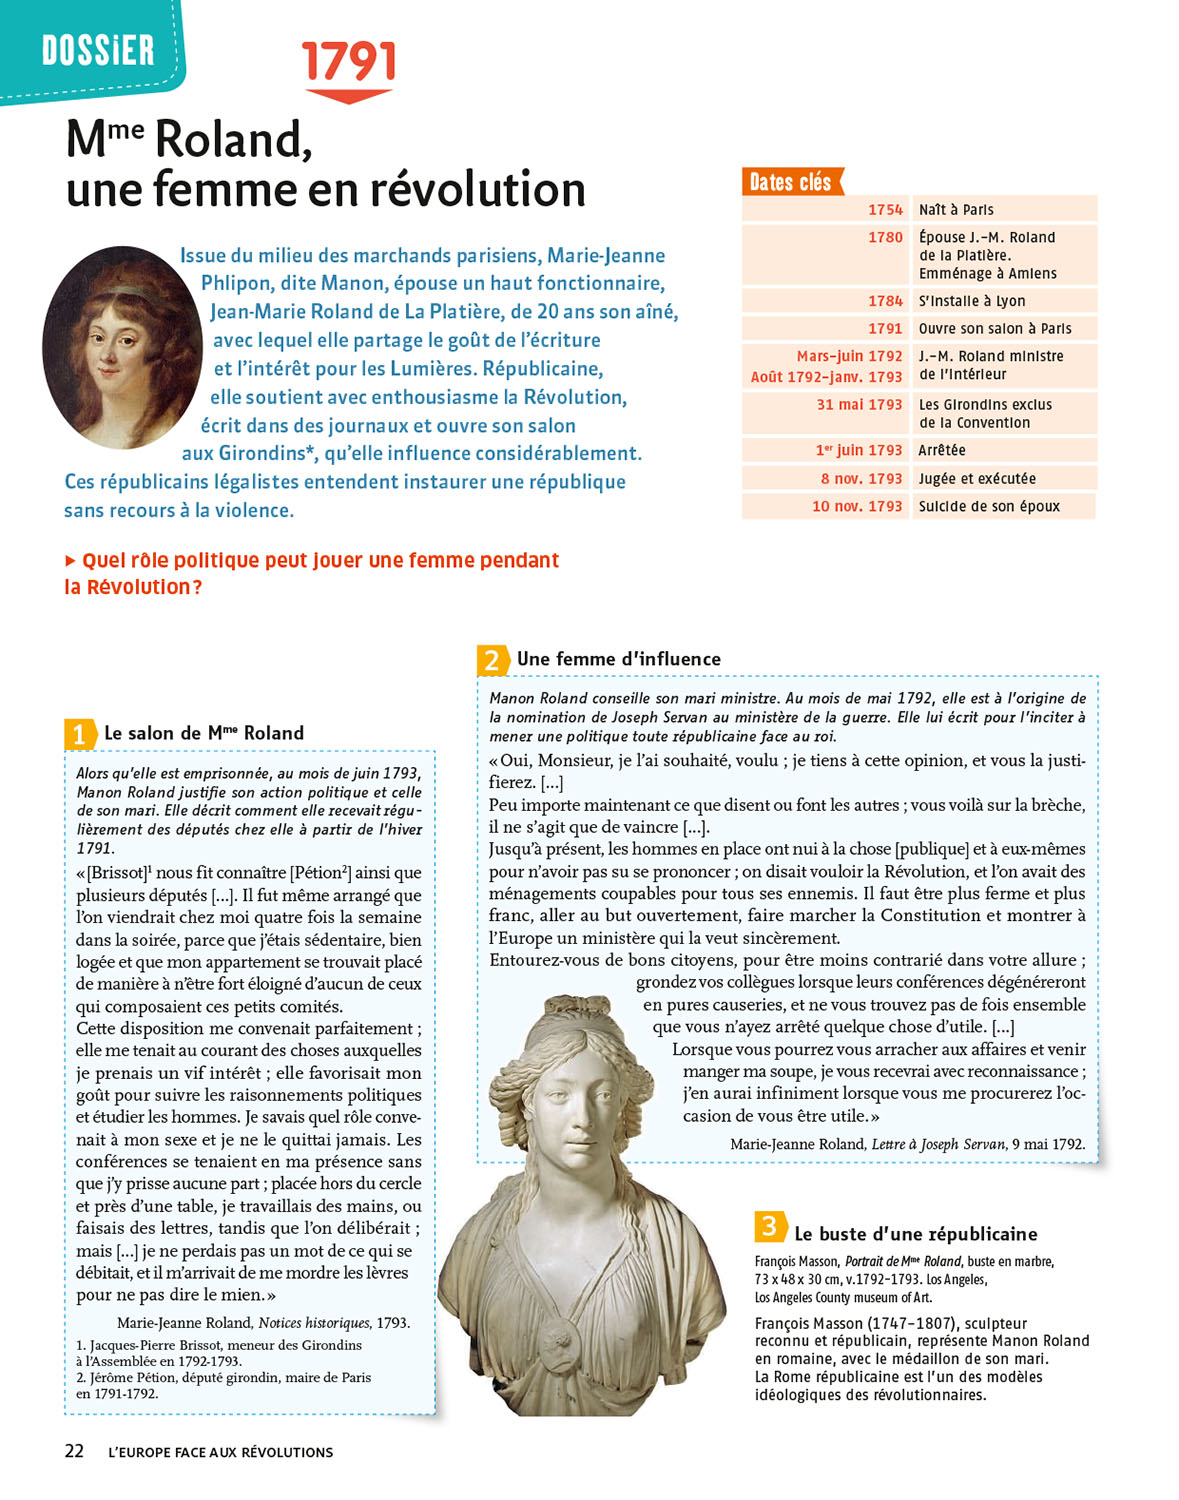 DOSSiER
1791
Mme Roland,
une femme en révolution
Issue du milieu des marchands parisiens, Marie-Jeanne
Phlipon, dite Manon, épouse un haut fonctionnaire,
Jean-Marie Roland de La Platière, de 20 ans son aîné,
avec lequel elle partage le goût de l'écriture
et l'intérêt pour les Lumières. Républicaine,
elle soutient avec enthousiasme la Révolution,
écrit dans des journaux et ouvre son salon
aux Girondins*, qu'elle influence considérablement.
Ces républicains légalistes entendent instaurer une république
sans recours à la violence.
▶ Quel rôle politique peut jouer une femme pendant
la Révolution ?
Dates clés
1754 Naît à Paris
1780 Épouse J.-M. Roland
de la Platière.
Emménage à Amiens
1784 S'installe à Lyon
1791 Ouvre son salon à Paris
Mars-juin 1792 J.-M. Roland ministre
Août 1792-janv. 1793 de l'Intérieur
31 mai 1793 Les Girondins exclus
de la Convention
1er juin 1793 Arrêtée
8 nov. 1793 Jugée et exécutée
10 nov. 1793 Suicide de son époux
1 Le salon de Mme Roland
Alors qu'elle est emprisonnée, au mois de juin 1793,
Manon Roland justifie son action politique et celle
de son mari. Elle décrit comment elle recevait régu-
lièrement des députés chez elle à partir de l'hiver
1791.
« [Brissot]1 nous fit connaître [Pétion2] ainsi que
plusieurs députés [...]. Il fut même arrangé que
l'on viendrait chez moi quatre fois la semaine
dans la soirée, parce que j'étais sédentaire, bien
logée et que mon appartement se trouvait placé
de manière à n'être fort éloigné d'aucun de ceux
qui composaient ces petits comités.
Cette disposition me convenait parfaitement ;
elle me tenait au courant des choses auxquelles
je prenais un vif intérêt ; elle favorisait mon
goût pour suivre les raisonnements politiques
et étudier les hommes. Je savais quel rôle conve-
nait à mon sexe et je ne le quittai jamais. Les
conférences se tenaient en ma présence sans
que j'y prisse aucune part ; placée hors du cercle
et près d'une table, je travaillais des mains, ou
faisais des lettres, tandis que l'on délibérait ;
mais [...] je ne perdais pas un mot de ce qui se
débitait, et il m'arrivait de me mordre les lèvres
pour ne pas dire le mien. »
Marie-Jeanne Roland, Notices historiques, 1793.
1. Jacques-Pierre Brissot, meneur des Girondins
à l'Assemblée en 1792-1793.
2. Jérôme Pétion, député girondin, maire de Paris
en 1791-1792.
2 Une femme d'influence
Manon Roland conseille son mari ministre. Au mois de mai 1792, elle est à l'origine de
la nomination de Joseph Servan au ministère de la guerre. Elle lui écrit pour l'inciter à
mener une politique toute républicaine face au roi.
« Oui, Monsieur, je l'ai souhaité, voulu ; je tiens à cette opinion, et vous la justi-
fierez. [...]
Peu importe maintenant ce que disent ou font les autres ; vous voilà sur la brèche,
il ne s'agit que de vaincre [...].
Jusqu'à présent, les hommes en place ont nui à la chose [publique] et à eux-mêmes
pour n'avoir pas su se prononcer ; on disait vouloir la Révolution, et l'on avait des
ménagements coupables pour tous ses ennemis. Il faut être plus ferme et plus
franc, aller au but ouvertement, faire marcher la Constitution et montrer à
l'Europe un ministère qui la veut sincèrement.
Entourez-vous de bons citoyens, pour être moins contrarié dans votre allure ;
grondez vos collègues lorsque leurs conférences dégénéreront
en pures causeries, et ne vous trouvez pas de fois ensemble
que vous n'ayez arrêté quelque chose d'utile. [...]
Lorsque vous pourrez vous arracher aux affaires et venir
manger ma soupe, je vous recevrai avec reconnaissance ;
j'en aurai infiniment lorsque vous me procurerez l'oc-
casion de vous être utile. »
Marie-Jeanne Roland, Lettre à Joseph Servan, 9 mai 1792.
3 Le buste d'une républicaine
François Masson, Portrait de Mme Roland, buste en marbre,
73 x 48 x 30 cm, v.1792-1793. Los Angeles,
Los Angeles County museum of Art.
François Masson (1747-1807), sculpteur
reconnu et républicain, représente Manon Roland
en romaine, avec le médaillon de son mari.
La Rome républicaine est l'un des modèles
idéologiques des révolutionnaires.
22 L'EUROPE FACE AUX RÉVOLUTIONS